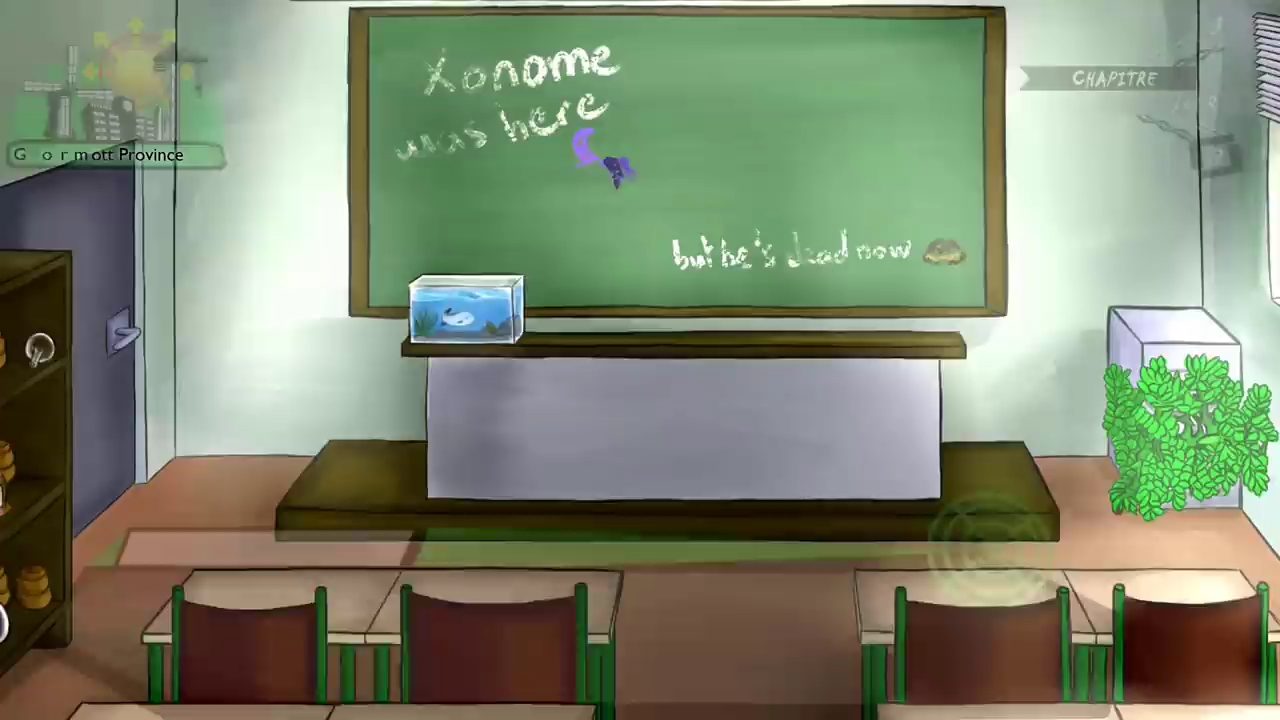 Xonome
was here
CHAPITRE
Gormott Province
but he's dead now